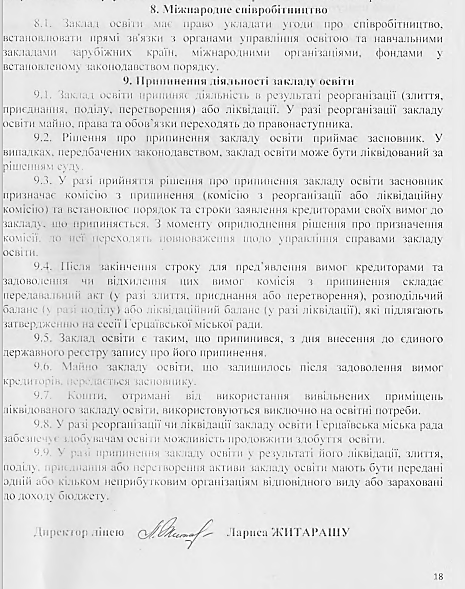 8. Міжнародне співробітництво
8.1. Заклад освіти має право укладати угоди про співробітництво,
встановлювати прямі зв'язки з органами управління освітою та навчальними
закладами зарубіжних країн, міжнародними організаціями, фондами у
встановленому законодавством порядку.
9. Припинення діяльності закладу освіти
9.1. Заклад освіти припиняє діяльність в результаті реорганізації (злиття,
приєднання, поділу, перетворення) або ліквідації. У разі реорганізації закладу
освіти майно, права та обов'язки переходять до правонаступника.
9.2. Рішення про припинення закладу освіти приймає засновник. У
випадках, передбачених законодавством, заклад освіти може бути ліквідований за
рішенням суду.
9.3. У разі прийняття рішення про припинення закладу освіти засновник
призначає комісію з припинення (комісію з реорганізації або ліквідаційну
комісію) та встановлює порядок та строки заявлення кредиторами своїх вимог до
закладу, що припиняється. З моменту оприлюднення рішення про призначення
комісії, до неї переходять повноваження щодо управління справами закладу
освіти.
9.4. Після закінчення строку для пред'явлення вимог кредиторами та
задоволення чи відхилення цих вимог комісія з припинення складає
передавальний акт (у разі злиття, приєднання або перетворення), розподільчий
баланс (у разі поділу) або ліквідаційний баланс (у разі ліквідації), які підлягають
затвердженню на сесії Герцаївської міської ради.
9.5. Заклад освіти є таким, що припинився, з дня внесення до єдиного
державного реєстру запису про його припинення.
9.6. Майно закладу освіти, що залишилось після задоволення вимог
кредиторів, передається засновнику.
9.7. Кошти, отримані від використання вивільнених приміщень
ліквідованого закладу освіти, використовуються виключно на освітні потреби.
9.8. У разі реорганізації чи ліквідації закладу освіти Герцаївська міська рада
забезпечує здобувачам освіти можливість продовжити здобуття освіти.
9.9. У разі припинення закладу освіти у результаті його ліквідації, злиття,
поділу, приєднання або перетворення активи закладу освіти мають бути передані
одній або кільком неприбутковим організаціям відповідного виду або зараховані
до доходу бюджету.
Директор ліцею Лариса ЖИТАРАШУ
18